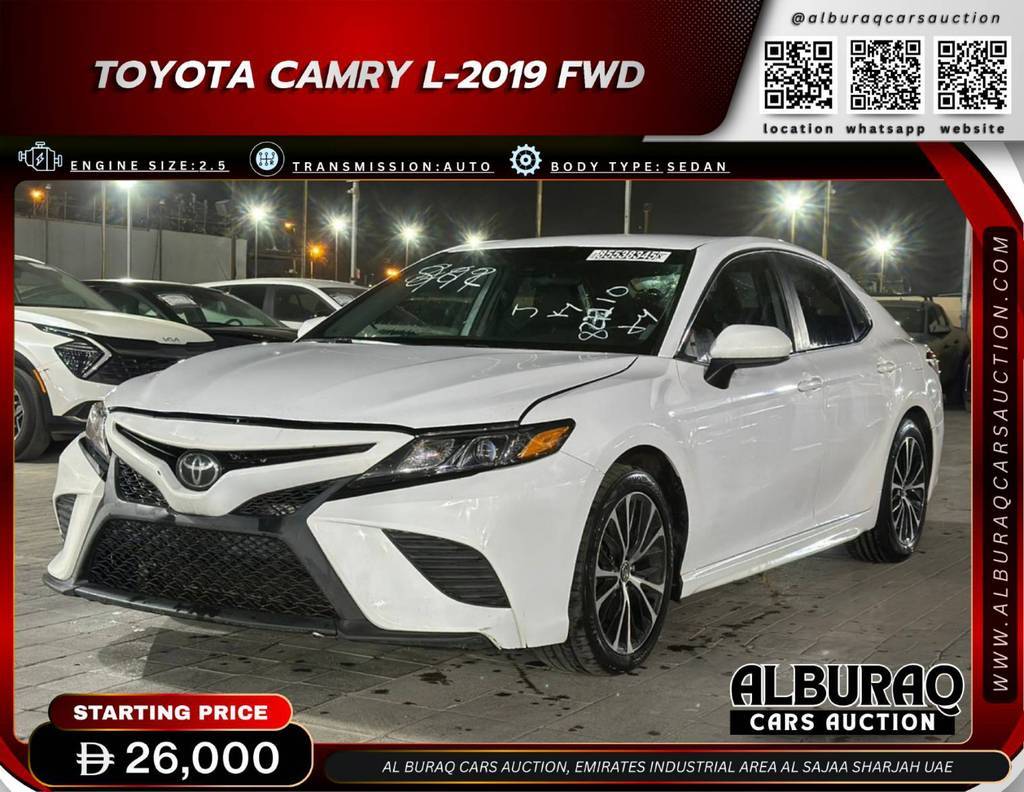 @alburaqcarsauction
TOYOTA CAMRY L-2019 FWD
location whatsapp website
ENGINE SIZE:2.5 TRANSMISSION:AUTO BODY TYPE: SEDAN
WWW.ALBURAQCARSAUCTION.COM
ALBURAQ
CARS AUCTION
STARTING PRICE
26,000
AL BURAQ CARS AUCTION, EMIRATES INDUSTRIAL AREA AL SAJAA SHARJAH UAE